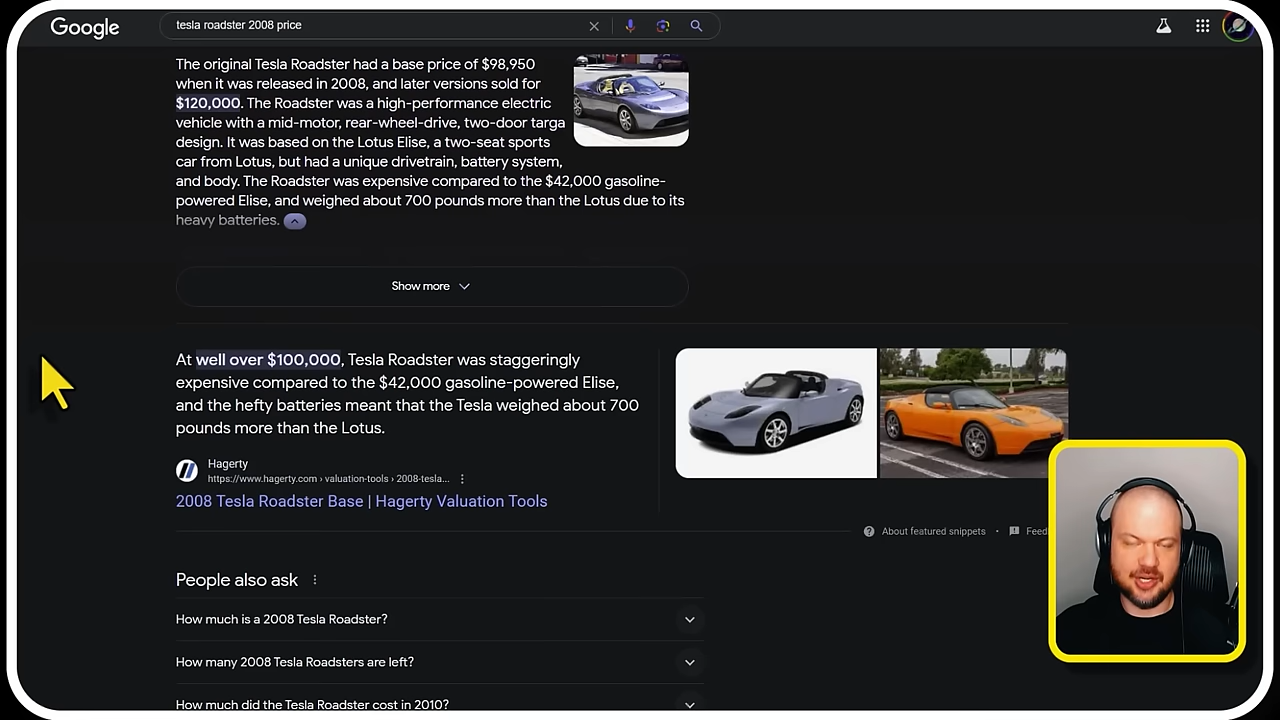 Google
tesla roadster 2008 price
The original Tesla Roadster had a base price of $98,950
when it was released in 2008, and later versions sold for
$120,000. The Roadster was a high-performance electric
vehicle with a mid-motor, rear-wheel-drive, two-door targa
design. It was based on the Lotus Elise, a two-seat sports
car from Lotus, but had a unique drivetrain, battery system,
and body. The Roadster was expensive compared to the $42,000 gasoline-
powered Elise, and weighed about 700 pounds more than the Lotus due to its
heavy batteries.
Show more
At well over $100,000, Tesla Roadster was staggeringly
expensive compared to the $42,000 gasoline-powered Elise,
and the hefty batteries meant that the Tesla weighed about 700
pounds more than the Lotus.
Hagerty
https://www.hagerty.com › valuation-tools › 2008-tesla...
2008 Tesla Roadster Base | Hagerty Valuation Tools
About featured snippets • Feed
People also ask
How much is a 2008 Tesla Roadster?
How many 2008 Tesla Roadsters are left?
How much did the Tesla Roadster cost in 2010?